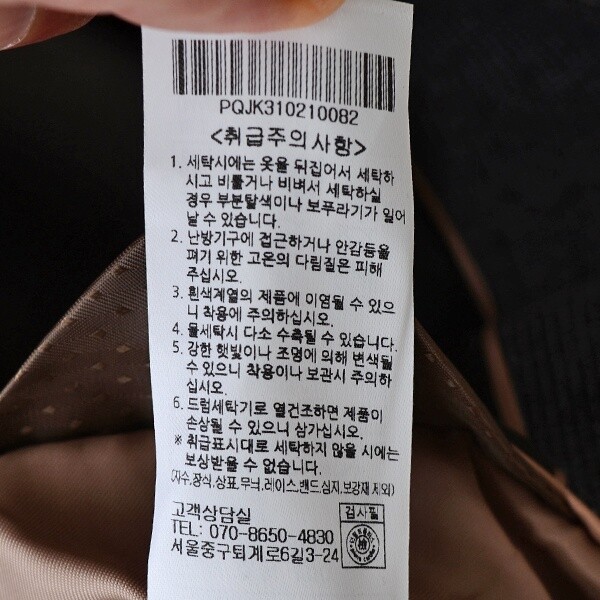 PQJK310210082
<취급주의사항>
1. 세탁시에는 옷을 뒤집어서 세탁하
시고 비틀거나 비벼서 세탁하실
경우 부분탈색이나 보푸라기가 일어
날 수 있습니다.
2. 난방기구에 접근하거나 안감등을
펴기 위한 고온의 다림질은 피해
주십시오.
3. 흰색계열의 제품에 이염될 수 있으
니 착용에 주의하십시오.
4. 물세탁시 다소 수축될 수 있습니다.
5. 강한 햇빛이나 조명에 의해 변색될
수 있으니 착용이나 보관시 주의하
십시오.
6. 드럼세탁기로 열건조하면 제품이
손상될 수 있으니 삼가십시오.
※ 취급표시대로 세탁하지 않을 시에는
보상받을 수 없습니다.
(자수,장식,상표,무늬,레이스,밴드,심지,보강재 제외)
고객상담실
TEL: 070-8650-4830
서울중구퇴계로6길3-24
검사필